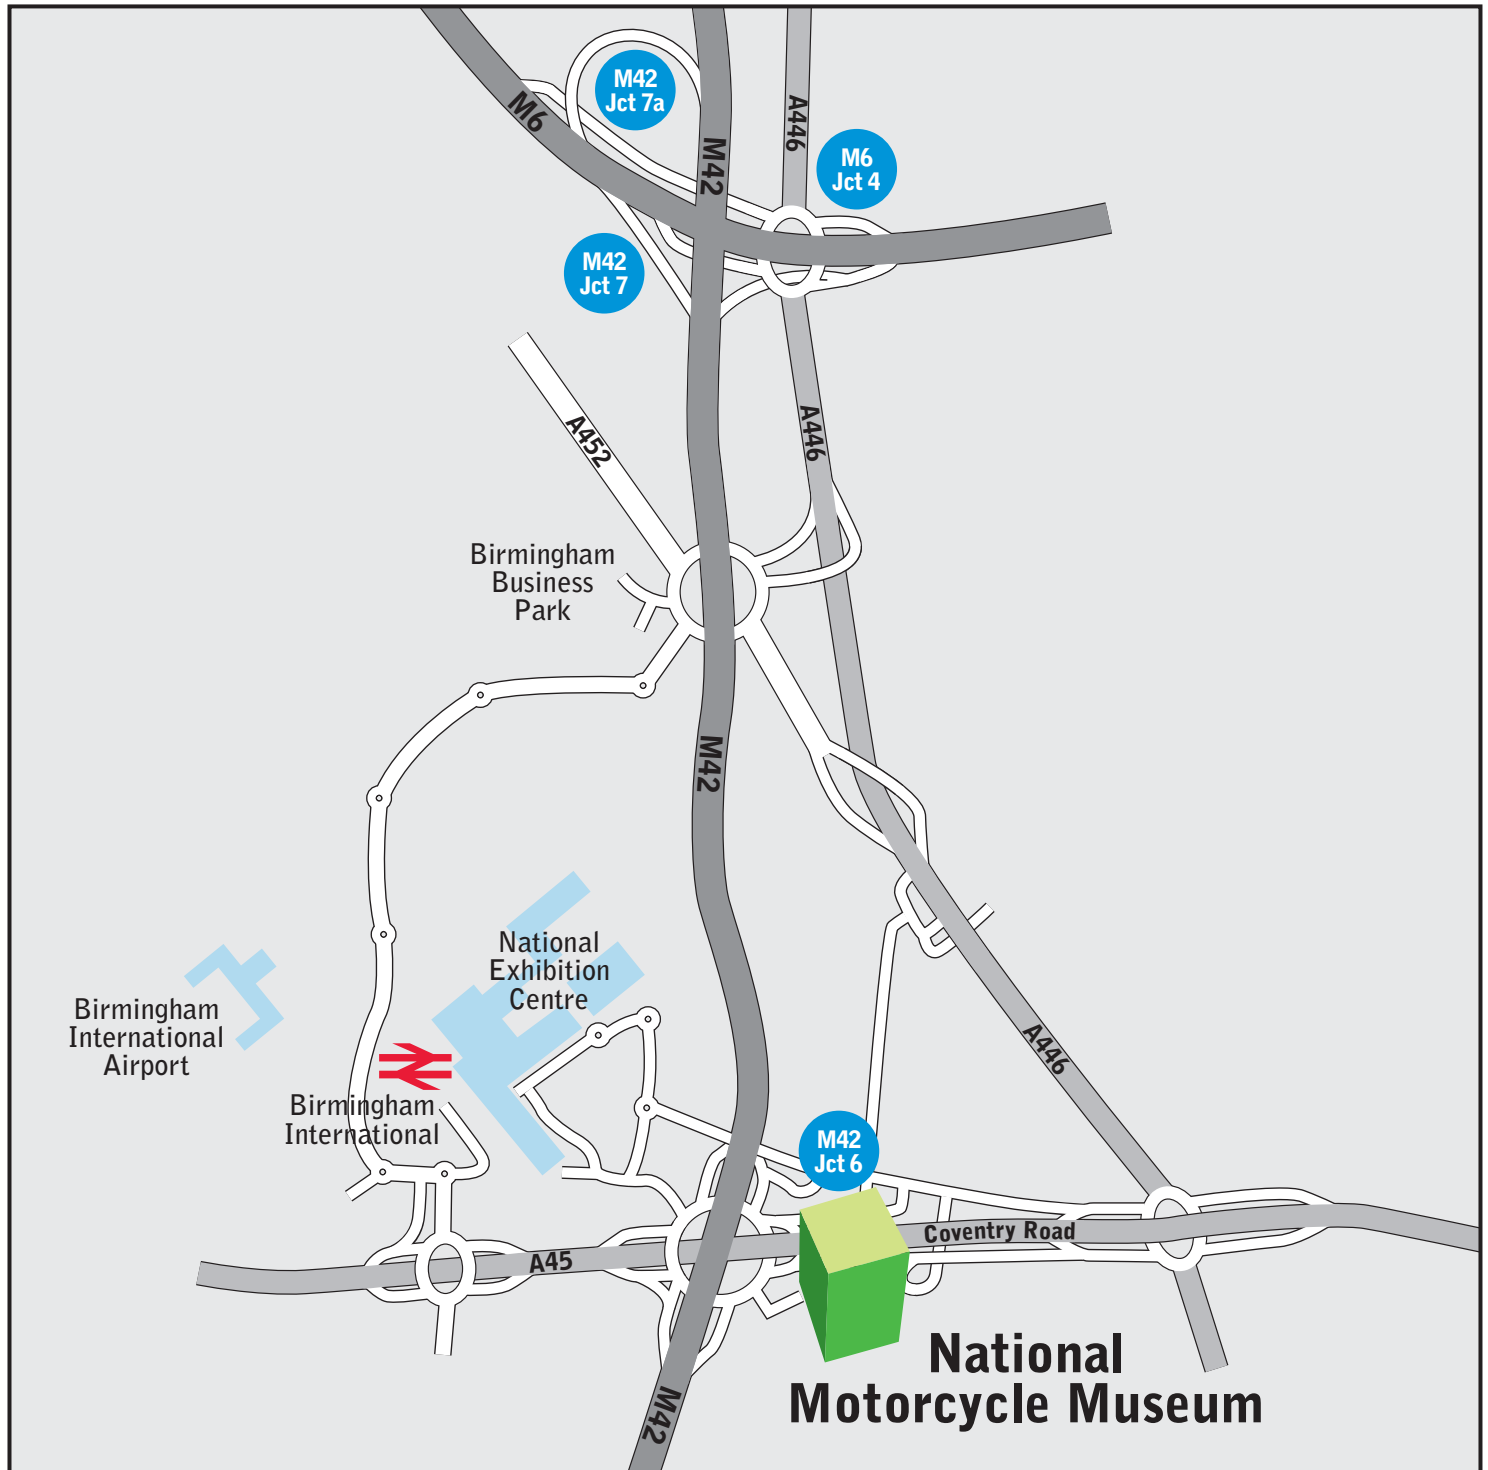 M42
Jct 7a
M6
M42
A446
M6
Jct 4
M42
Jct 7
A452
A446
Birmingham
Business
Park
M42
National
Exhibition
Centre
Birmingham
International
Airport
Birmingham
International
A446
M42
Jct 6
Coventry Road
A45
National
Motorcycle Museum
M42